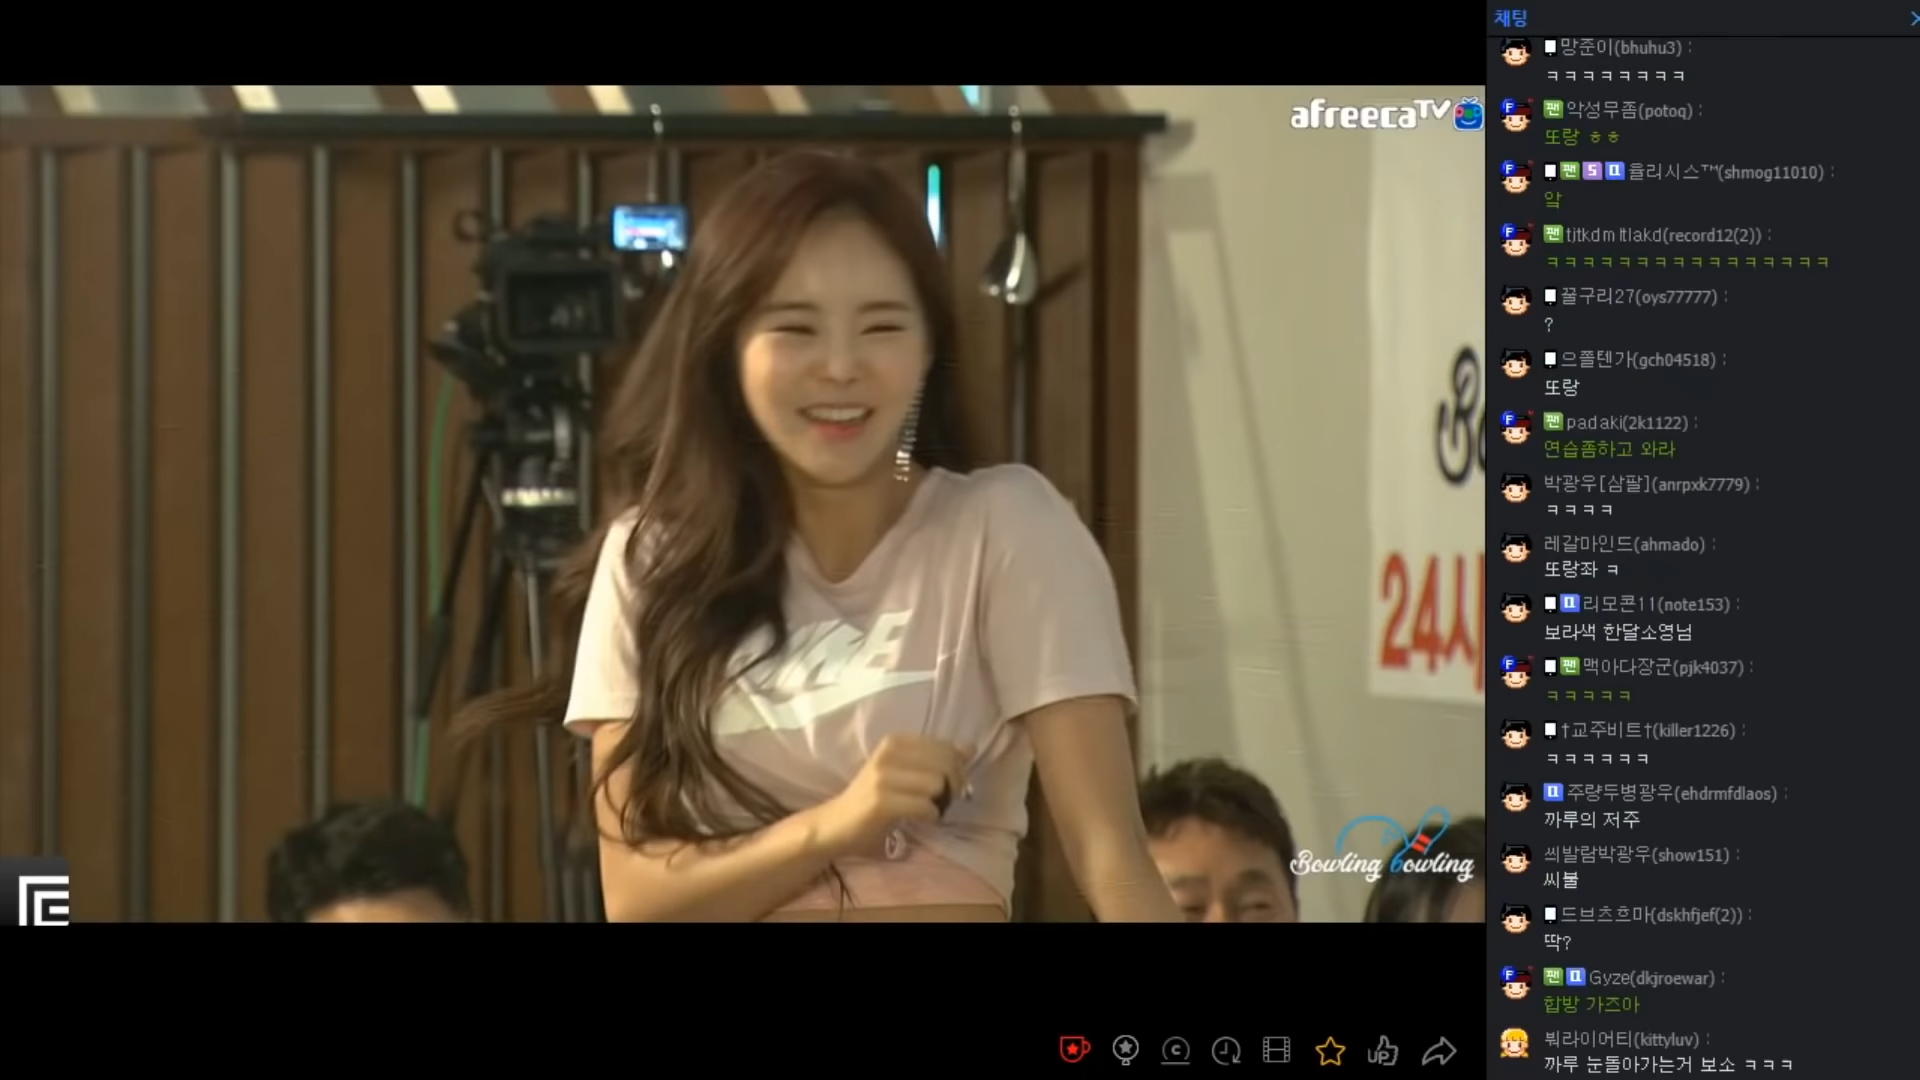 afreecaTV
NIKE
24시
Bowling Bowling
채팅
망준이(bhuhu3) :
ㅋㅋㅋㅋㅋㅋㅋㅋ
팬 악성무좀(potoq) :
또랑 ㅎㅎ
팬 S 율리시스™(shmog11010) :
앜
팬 tjtkdmltlakd(record12(2)) :
ㅋㅋㅋㅋㅋㅋㅋㅋㅋㅋㅋㅋㅋㅋㅋㅋ
꿀구리27(oys77777) :
?
으쫄텐가(gch04518) :
또랑
팬 padaki(2k1122) :
연습좀하고 와라
박광우[삼팔](anrpxk7779) :
ㅋㅋㅋㅋ
레갈마인드(ahmado) :
또랑좌 ㅋ
리모콘11(note153) :
보라색 한달소영님
팬 맥아다장군(pjk4037) :
ㅋㅋㅋㅋㅋ
†교주비트†(killer1226) :
ㅋㅋㅋㅋㅋㅋ
주량두병광우(ehdrmfdlaos) :
까루의 저주
씌발람박광우(show151) :
씨불
드브츠흐마(dskhfjef(2)) :
딱?
팬 Gyze(dkjroewar) :
합방 가즈아
뭐라이어티(kittyluv) :
까루 눈돌아가는거 보소 ㅋㅋㅋ
UP